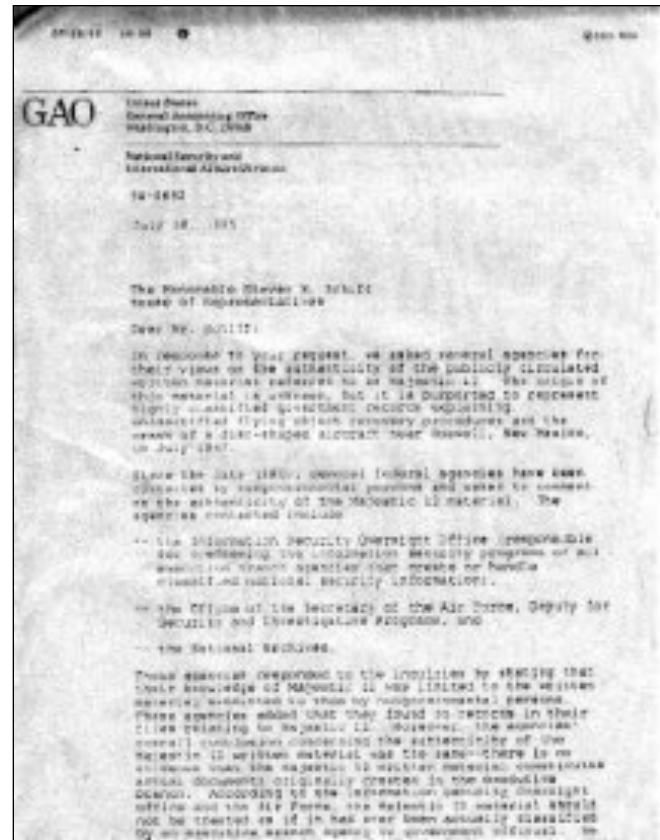 GAO
United States
General Accounting Office
Washington, D.C. 20548
National Security and
International Affairs Division
July
The Honorable Steven H. Schiff
House of Representatives
Dear Mr. Schiff:
In response to your request, we asked several agencies for
their views on the authenticity of the publicly circulated
written material referred to as Majestic 12. The origin of
this material is unknown, but it is purported to represent
highly classified government records explaining
unidentified flying object recovery procedures and the
crash of a disc-shaped aircraft near Roswell, New Mexico,
in July 1947.
Since the July several federal agencies have been
contacted by nongovernmental persons and asked to comment
on the authenticity of the Majestic 12 material. The
agencies contacted include
-- the Information Security Oversight Office (responsible
for overseeing the information security programs of all
executive branch agencies that create or handle
classified national security information),
-- the Office of the Secretary of the Air Force, Deputy for
Security and Investigative Programs, and
-- the National Archives.
These agencies responded to the inquiries by stating that
their knowledge of Majestic 12 was limited to the written
material submitted to them by nongovernmental persons.
These agencies added that they found no records in their
files relating to Majestic 12. Moreover, the agencies'
overall conclusion concerning the authenticity of the
Majestic 12 written material was the same--there is no
evidence that the Majestic 12 written material constitutes
actual documents originally created in the executive
branch. According to the Information Security Oversight
Office and the Air Force, the Majestic 12 material should
not be treated as if it had ever been actually classified
by an executive branch agency or government official.